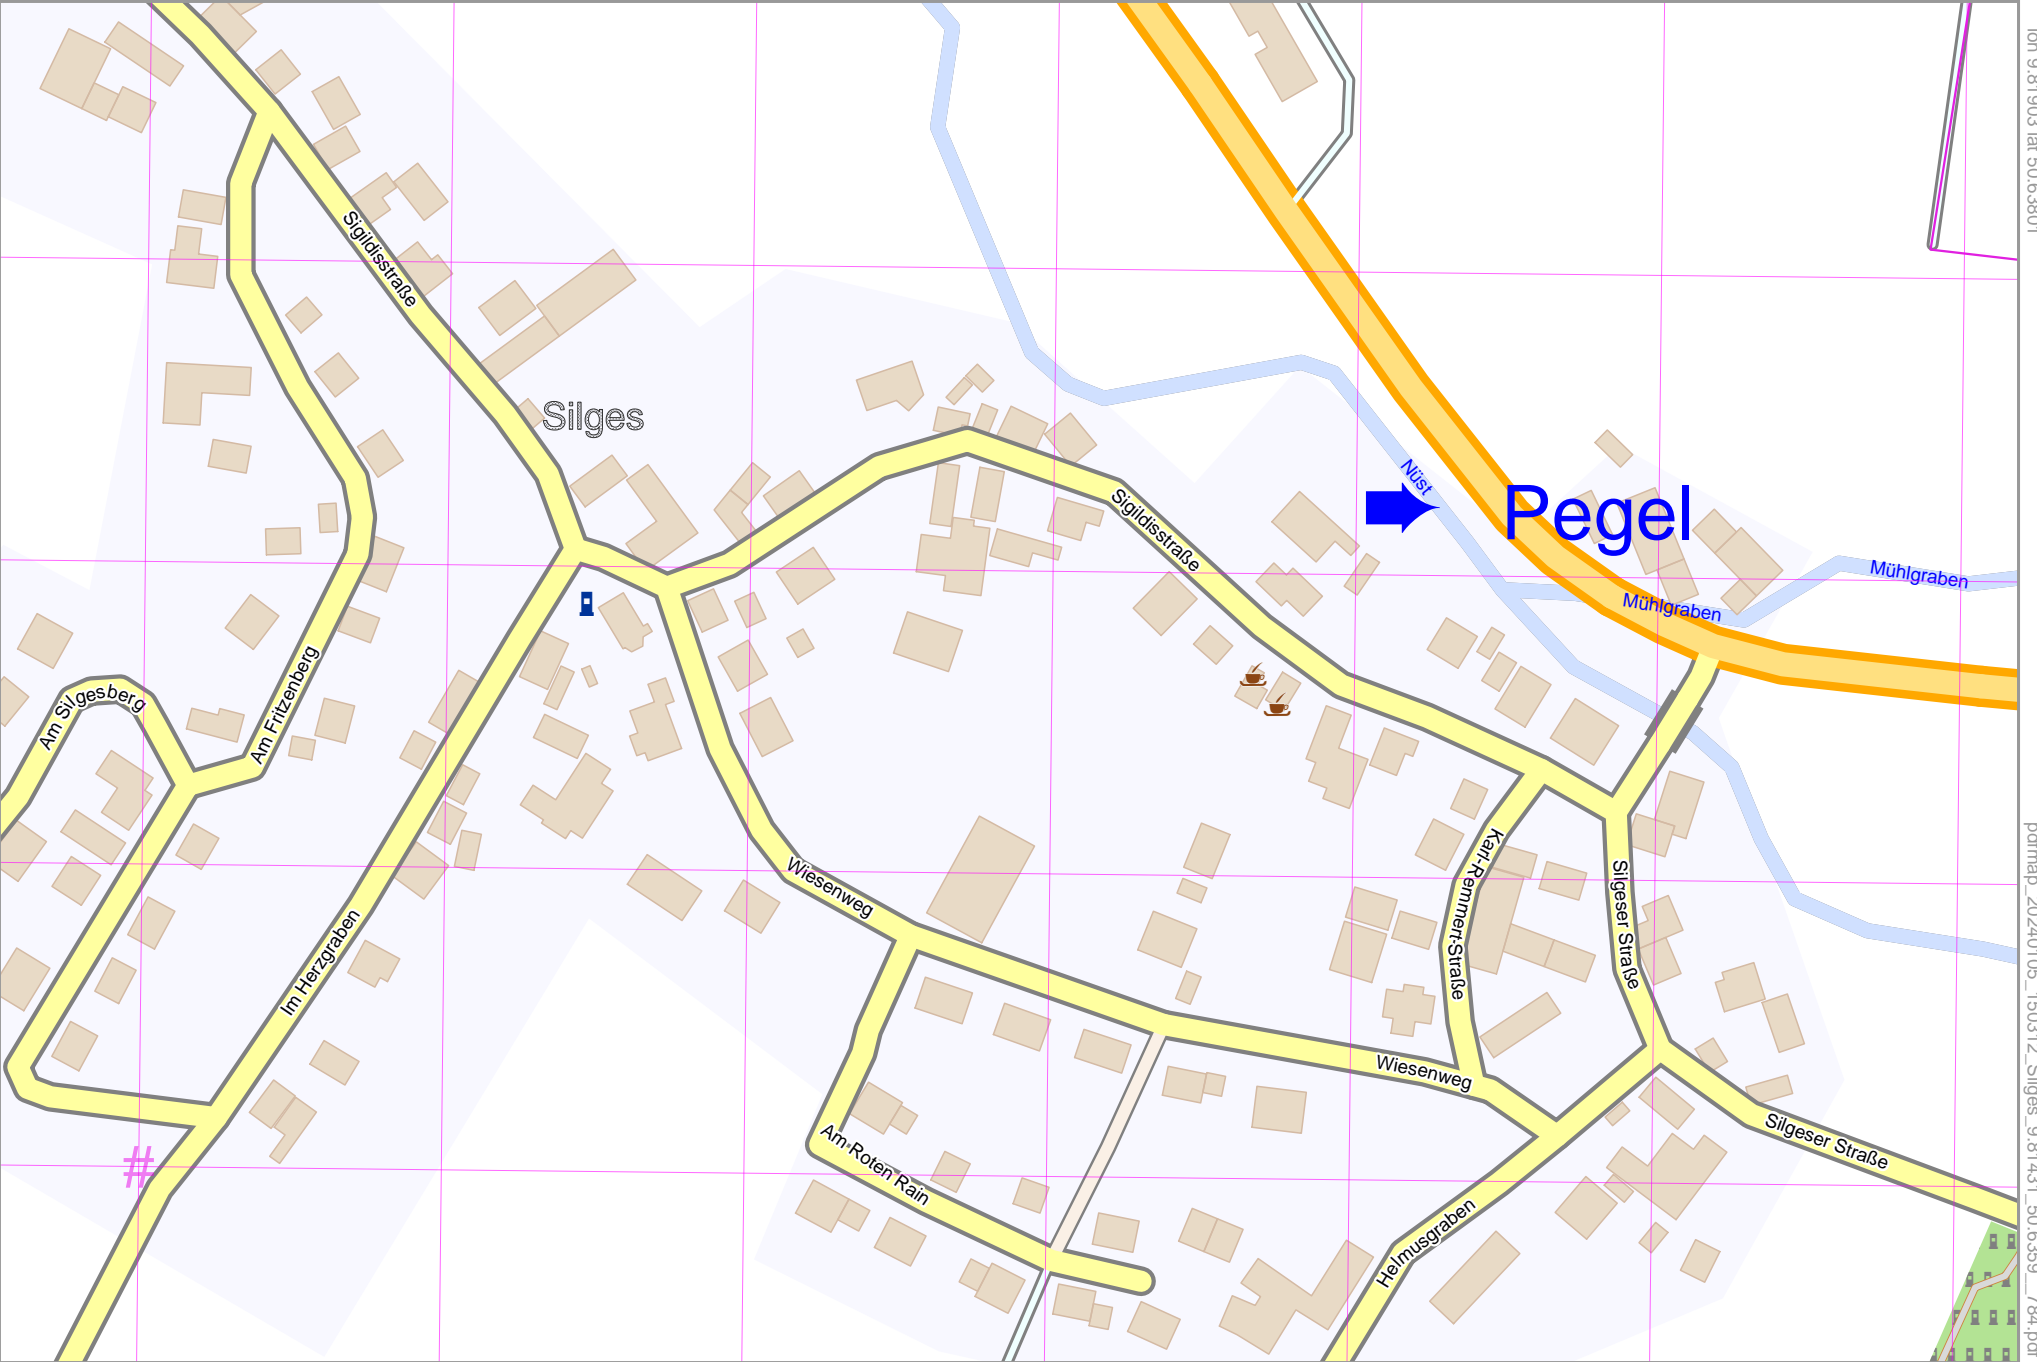 Sigildisstraße
Silges
Nüst
Pegel
Sigildisstraße
Mühlgraben
Mühlgraben
Am Silgesberg
Am Fritzenberg
Wiesenweg
Karl-Remmert-Straße
Silgeser Straße
Im Herzgraben
Wiesenweg
Am Roten Rain
Silgeser Straße
Helmusgraben
#